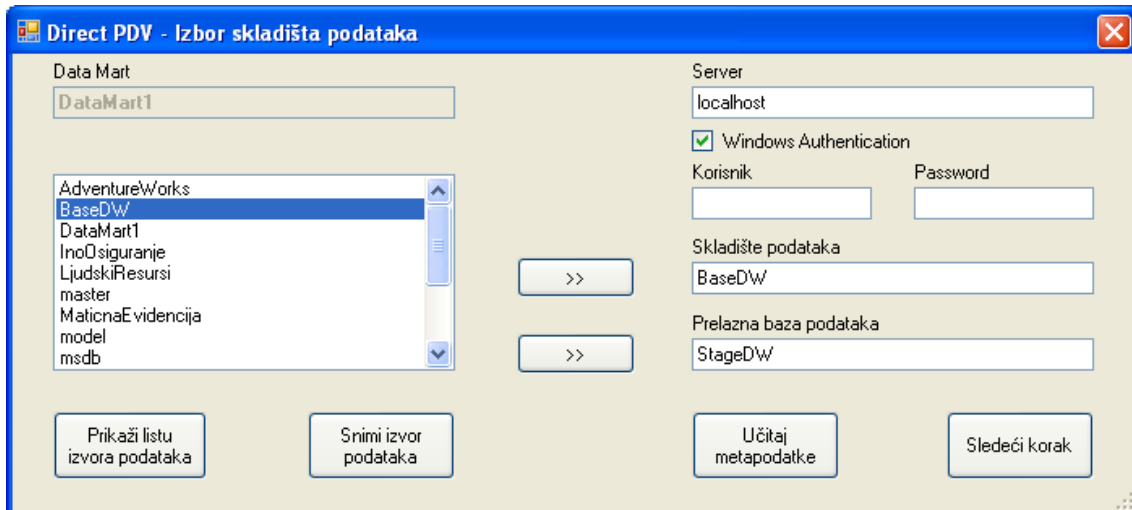 Direct PDV - Izbor skladišta podataka
Data Mart
DataMart1
Server
localhost
Windows Authentication
Korisnik
Password
AdventureWorks
BaseDW
DataMart1
InoOsiguranje
LjudskiResursi
master
MaticnaEvidencija
model
msdb
>>
>>
Skladište podataka
BaseDW
Prelazna baza podataka
StageDW
Prikaži listu
izvora podataka
Snimi izvor
podataka
Učitaj
metapodatke
Sledeći korak